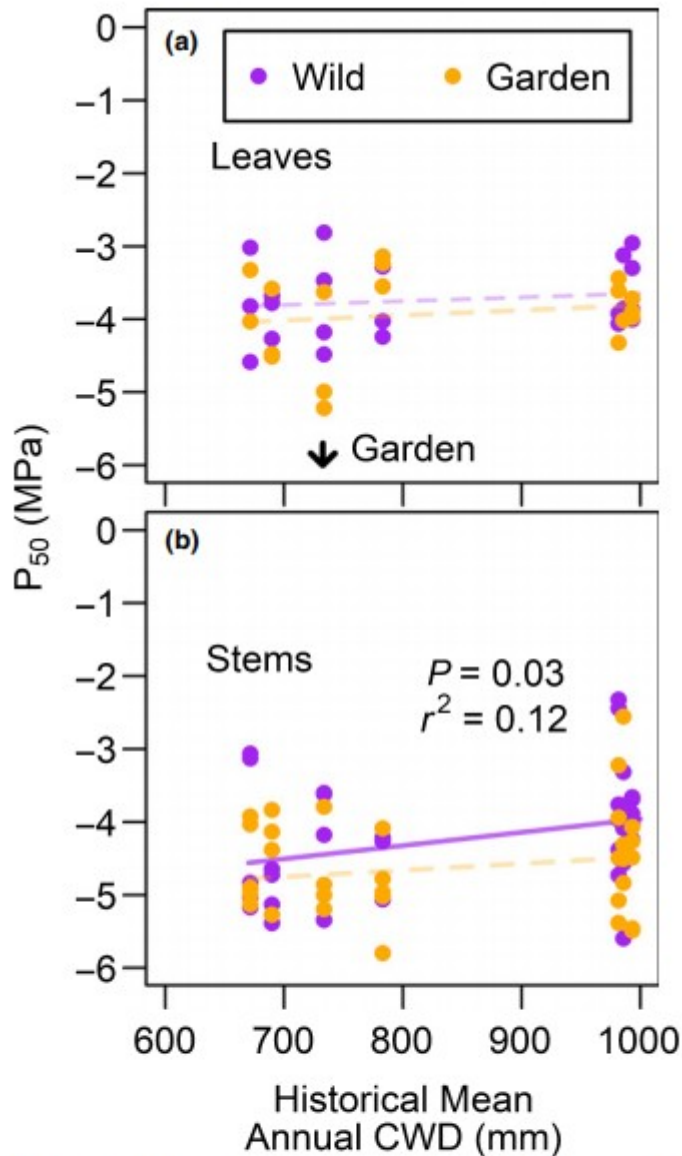 (a)
Wild Garden
Leaves
Garden
0
−1
−2
−3
−4
−5
−6
P50 (MPa)
(b)
Stems
P = 0.03
r2 = 0.12
0
−1
−2
−3
−4
−5
−6
600 700 800 900 1000
Historical Mean
Annual CWD (mm)